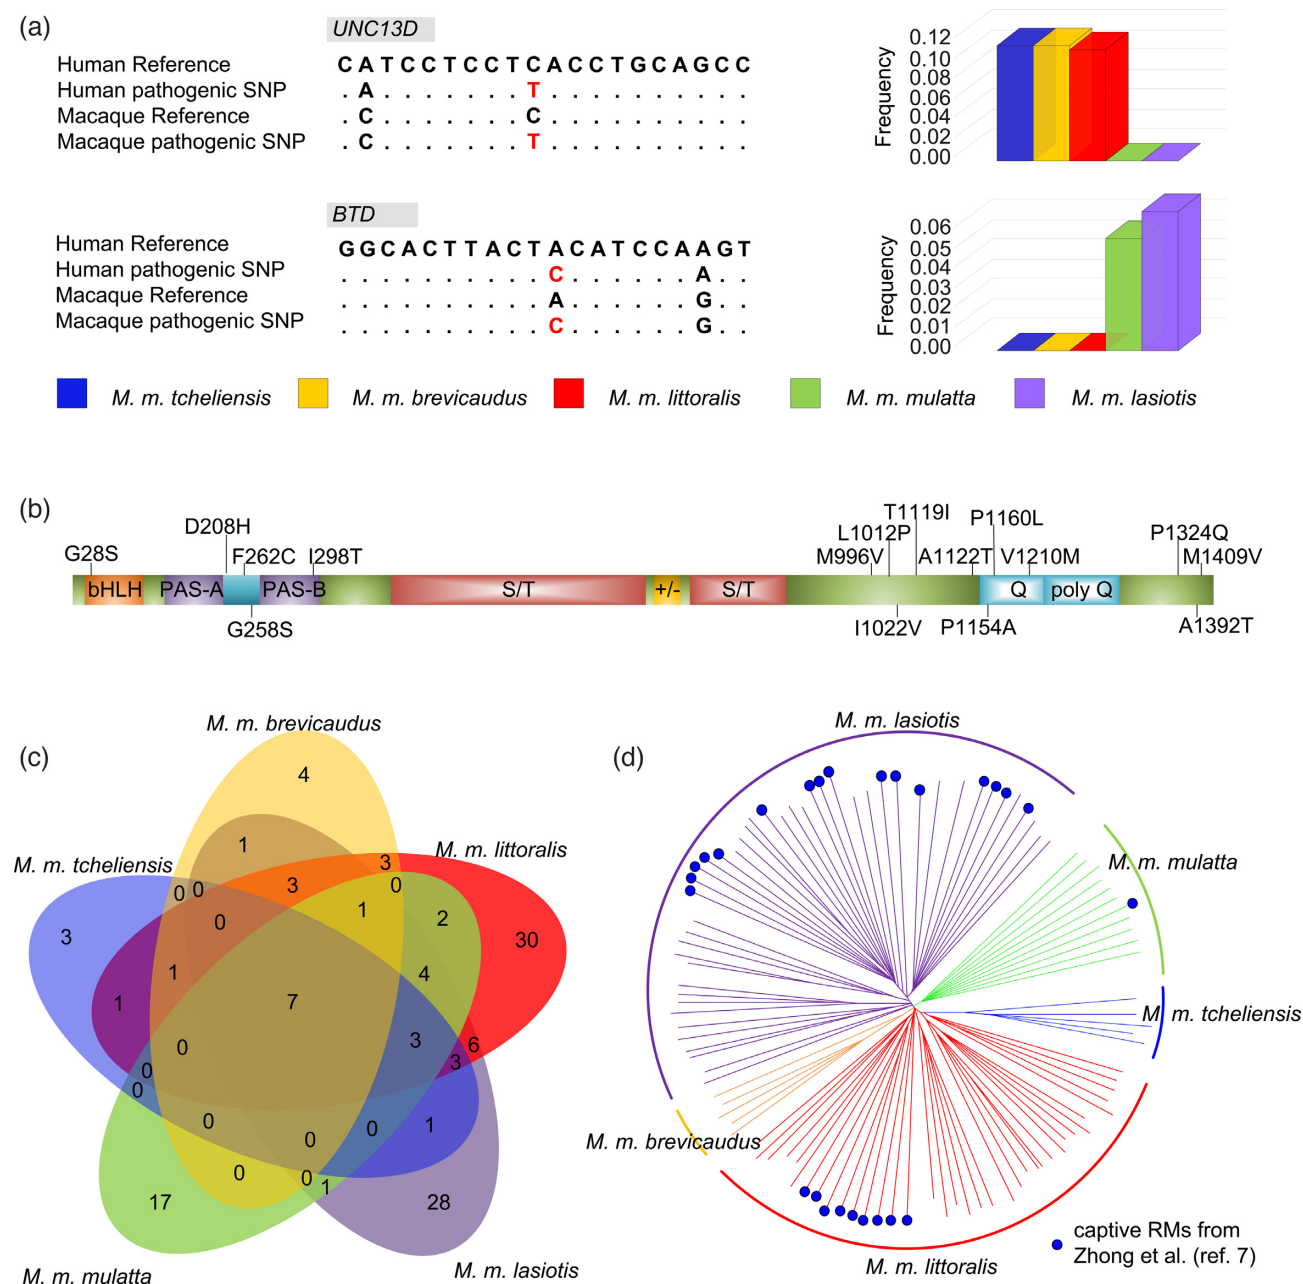 (a)
UNC13D
Human Reference
CATCCTCCTCACCTGCAGCC
Human pathogenic SNP
. A . . . . . . . T . . . . . . . . . .
Macaque Reference
. C . . . . . . . C . . . . . . . . . .
Macaque pathogenic SNP
. C . . . . . . . T . . . . . . . . . .
Frequency
0.12
0.10
0.08
0.06
0.04
0.02
0.00
BTD
Human Reference
GGCACTTACTACATCCAAGT
Human pathogenic SNP
. . . . . . . . . . C . . . . . . A . .
Macaque Reference
. . . . . . . . . . A . . . . . . G . .
Macaque pathogenic SNP
. . . . . . . . . . C . . . . . . G . .
Frequency
0.06
0.05
0.04
0.03
0.02
0.01
0.00
M. m. tcheliensis
M. m. brevicaudus
M. m. littoralis
M. m. mulatta
M. m. lasiotis
(b)
G28S
D208H
F262C
I298T
M996V
L1012P
T1119I
A1122T
P1160L
V1210M
P1324Q
M1409V
bHLH
PAS-A
PAS-B
S/T
+/-
S/T
Q
poly Q
G258S
I1022V
P1154A
A1392T
(c)
M. m. brevicaudus
M. m. tcheliensis
M. m. littoralis
4
1
3
0
0
3
0
0
1
2
3
30
1
4
1
7
3
6
0
3
0
0
0
0
0
1
0
0
1
17
28
M. m. mulatta
M. m. lasiotis
(d)
M. m. lasiotis
M. m. mulatta
M. m. tcheliensis
M. m. brevicaudus
M. m. littoralis
captive RMs from
Zhong et al. (ref. 7)